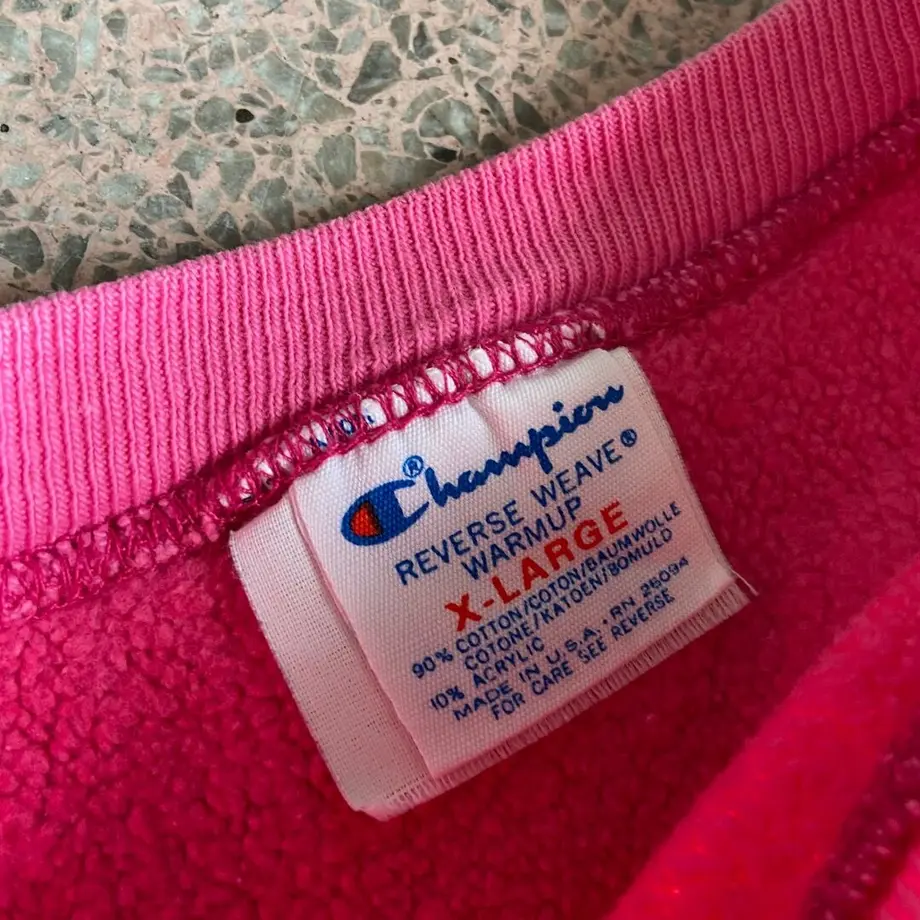 Champion®
REVERSE WEAVE®
WARMUP
X-LARGE
90% COTTON/COTON/BAUMWOLLE
COTONE/KATOEN/BOMULD
10% ACRYLIC
MADE IN U.S.A. RN 26094
FOR CARE SEE REVERSE